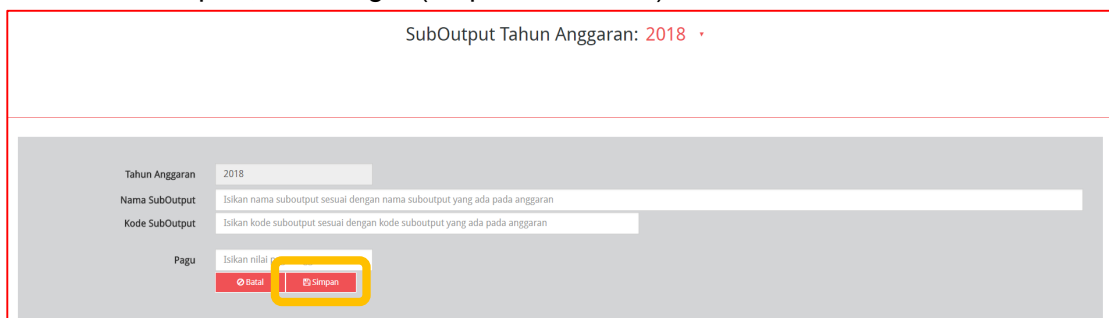 SubOutput Tahun Anggaran: 2018
Tahun Anggaran 2018
Nama SubOutput Isikan nama suboutput sesuai dengan nama suboutput yang ada pada anggaran
Kode SubOutput Isikan kode suboutput sesuai dengan kode suboutput yang ada pada anggaran
Pagu Isikan nilai
Batal Simpan